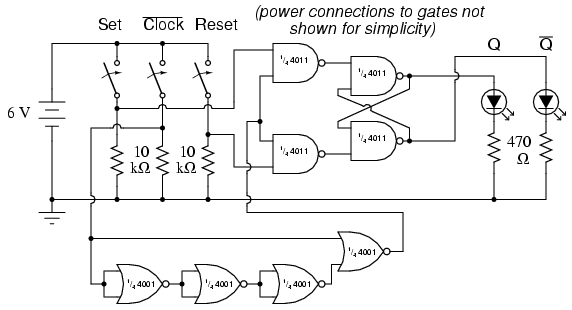 (power connections to gates not
shown for simplicity)
Set C̅l̅o̅c̅k̅ Reset
Q Q̅
¼ 4011
¼ 4011
6 V
¼ 4011
¼ 4011
10 kΩ
10 kΩ
470 Ω
¼ 4001
¼ 4001
¼ 4001
¼ 4001